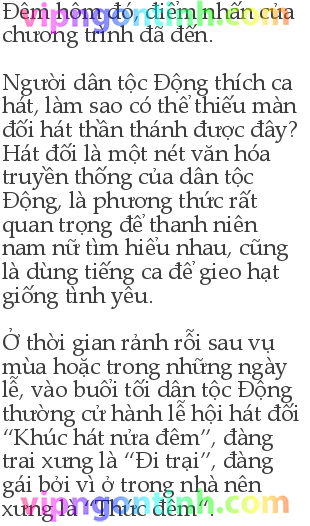 Đêm hôm đó, điểm nhấn của
chương trình đã đến.
Người dân tộc Động thích ca
hát, làm sao có thể thiếu màn
đối hát thần thánh được đây?
Hát đối là một nét văn hóa
truyền thống của dân tộc
Động, là phương thức rất
quan trọng để thanh niên
nam nữ tìm hiểu nhau, cũng
là dùng tiếng ca để gieo hạt
giống tình yêu.
Ở thời gian rảnh rỗi sau vụ
mùa hoặc trong những ngày
lễ, vào buổi tối dân tộc Động
thường cử hành lễ hội hát đối
“Khúc hát nửa đêm”, đàng
trai xưng là “Đi trại”, đàng
gái bởi vì ở trong nhà nên
xưng là “Thức đêm”.
vipngontinh.com
vipngontinh.com